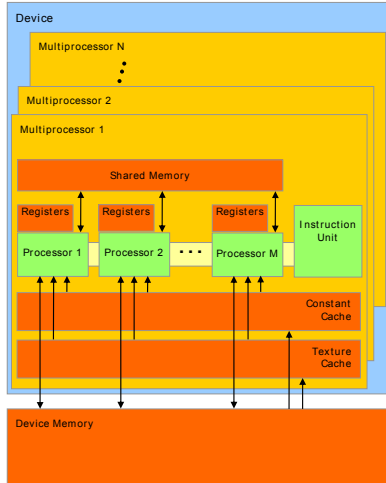 Device
Multiprocessor N
Multiprocessor 2
Multiprocessor 1
Shared Memory
Registers
Registers
Registers
Instruction
Unit
Processor 1
Processor 2
Processor M
Constant
Cache
Texture
Cache
Device Memory